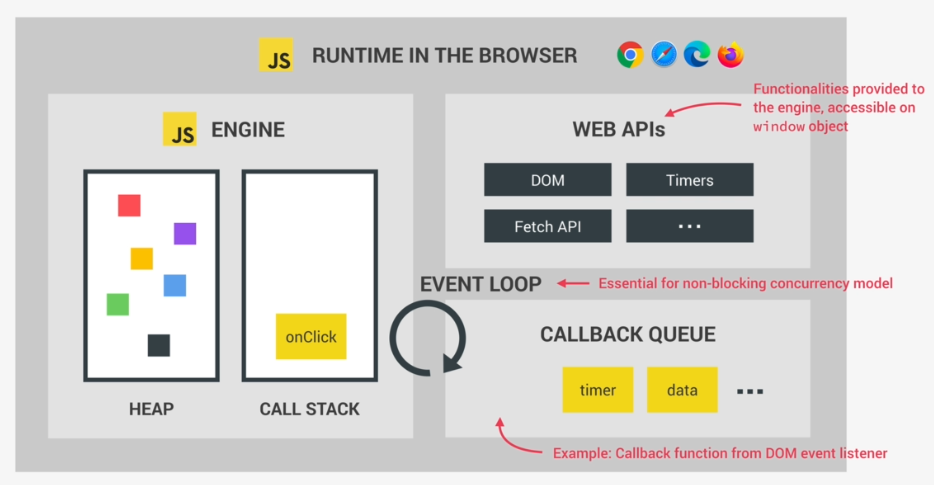 JS RUNTIME IN THE BROWSER
Functionalities provided to
the engine, accessible on
window object
JS ENGINE
WEB APIs
DOM
Timers
Fetch API
...
EVENT LOOP
Essential for non-blocking concurrency model
onClick
CALLBACK QUEUE
timer
data
...
HEAP
CALL STACK
Example: Callback function from DOM event listener